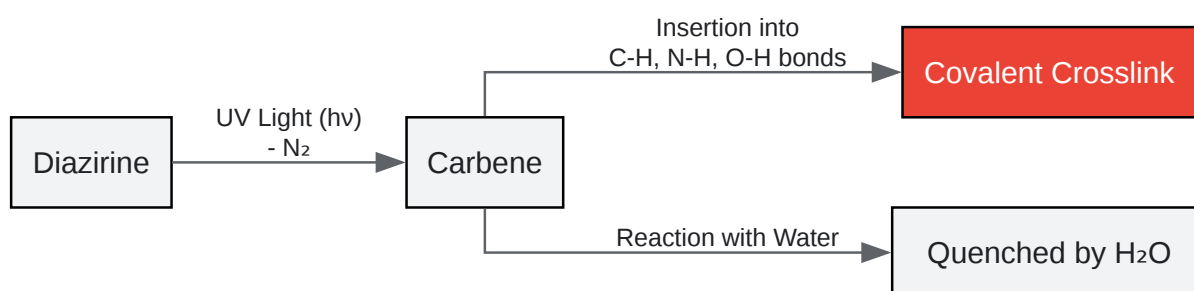 Insertion into
C-H, N-H, O-H bonds
Covalent Crosslink
UV Light (hν)
- N₂
Diazirine
Carbene
Reaction with Water
Quenched by H₂O